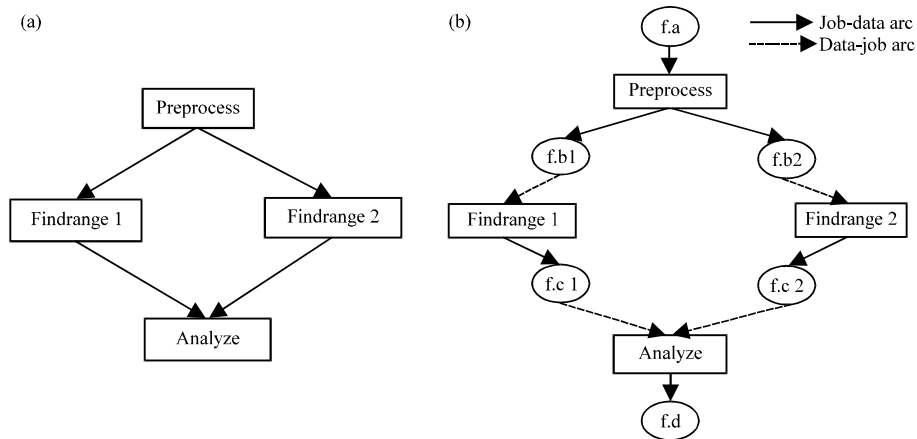 (a)
Preprocess
Findrange 1
Findrange 2
Analyze
(b)
Job-data arc
Data-job arc
f.a
Preprocess
f.b1
f.b2
Findrange 1
Findrange 2
f.c 1
f.c 2
Analyze
f.d